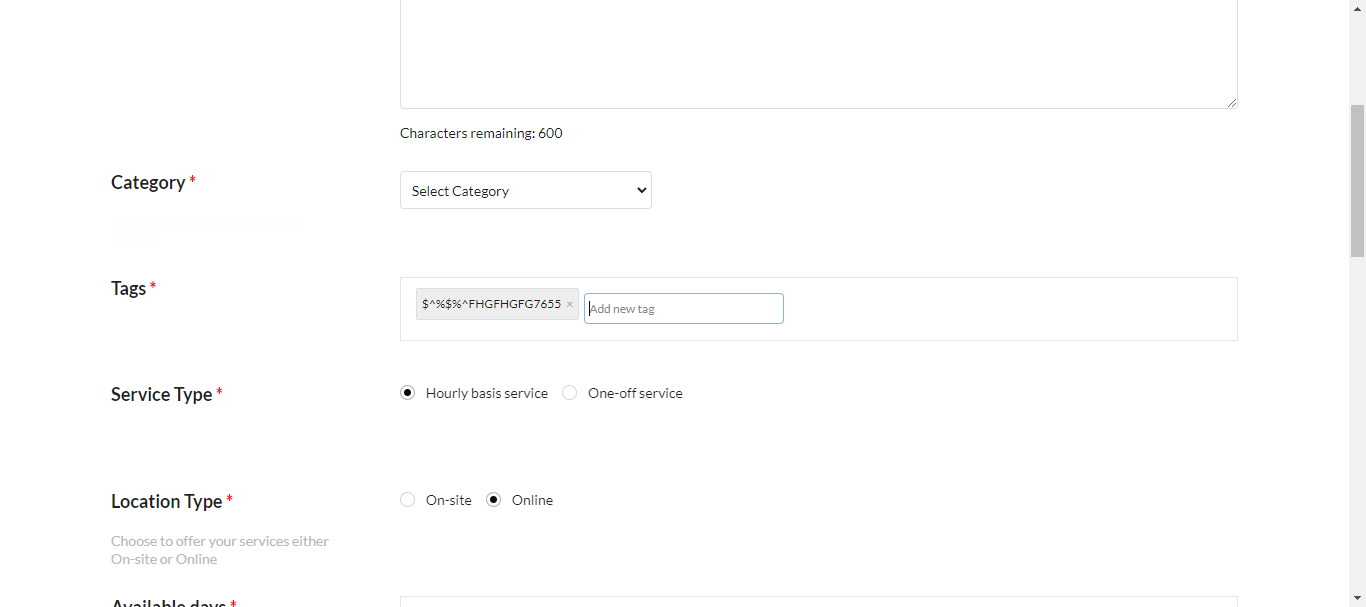 Characters remaining: 600
Category *
Select Category
Tags *
$^%$%^FHGFHGFG7655 ×
Add new tag
Service Type *
Hourly basis service
One-off service
Location Type *
On-site
Online
Choose to offer your services either
On-site or Online
Available days *